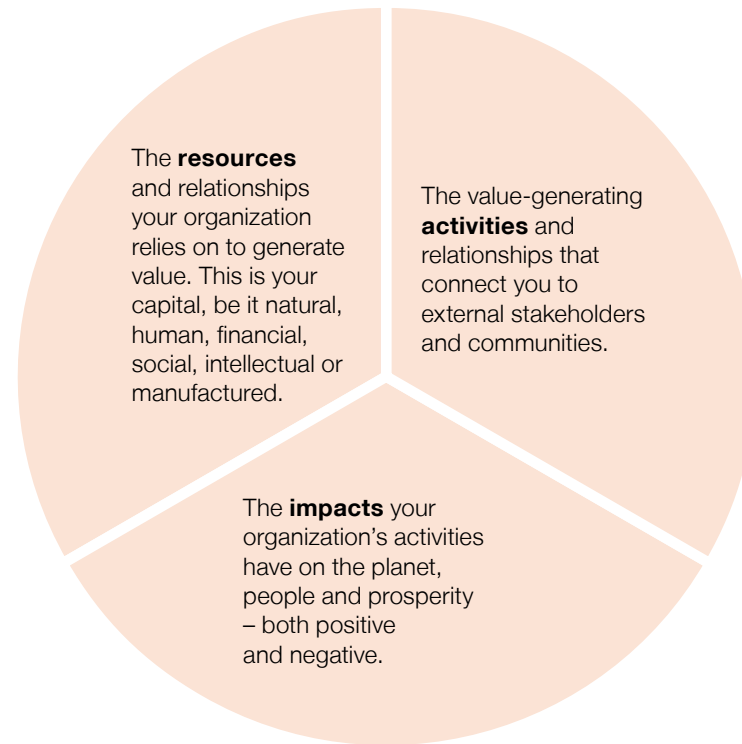 The resources
and relationships
your organization
relies on to generate
value. This is your
capital, be it natural,
human, financial,
social, intellectual or
manufactured.
The value-generating
activities and
relationships that
connect you to
external stakeholders
and communities.
The impacts your
organization’s activities
have on the planet,
people and prosperity
– both positive
and negative.